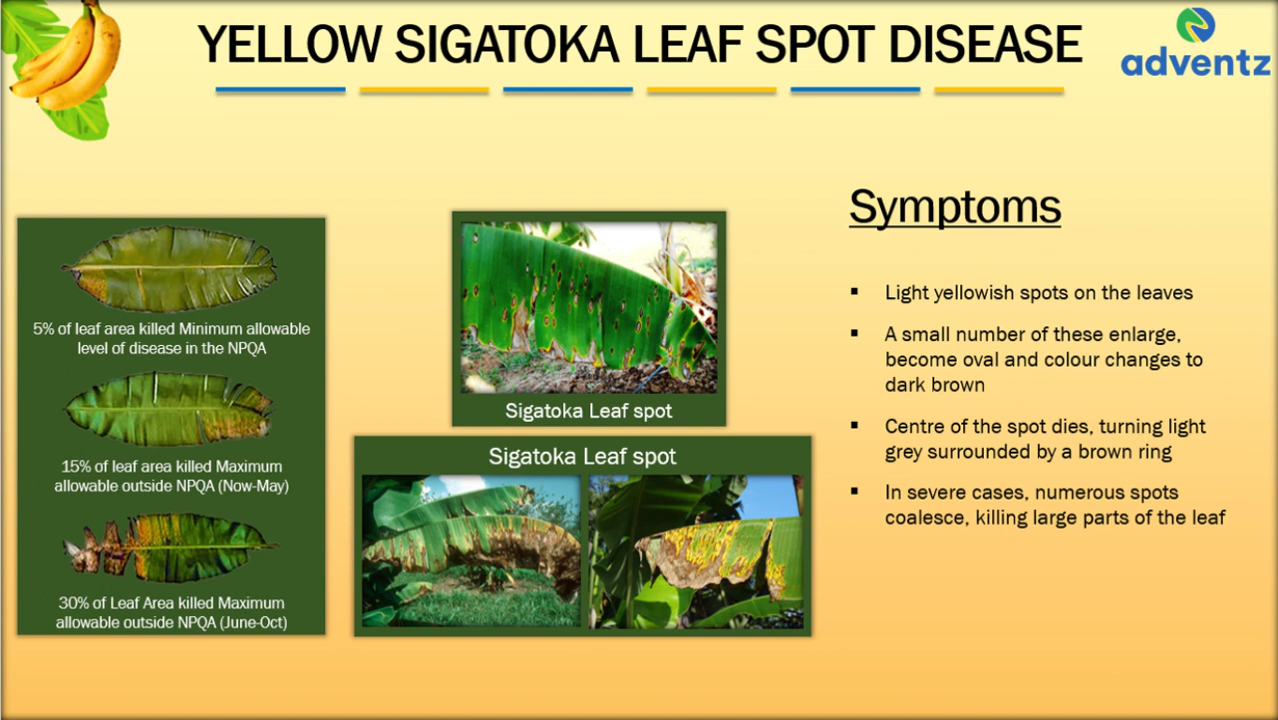 YELLOW SIGATOKA LEAF SPOT DISEASE
adventz
5% of leaf area killed Minimum allowable
level of disease in the NPQA
15% of leaf area killed Maximum
allowable outside NPQA (Now-May)
30% of Leaf Area killed Maximum
allowable outside NPQA (June-Oct)
Sigatoka Leaf spot
Sigatoka Leaf spot
Symptoms
▪ Light yellowish spots on the leaves
▪ A small number of these enlarge,
become oval and colour changes to
dark brown
▪ Centre of the spot dies, turning light
grey surrounded by a brown ring
▪ In severe cases, numerous spots
coalesce, killing large parts of the leaf